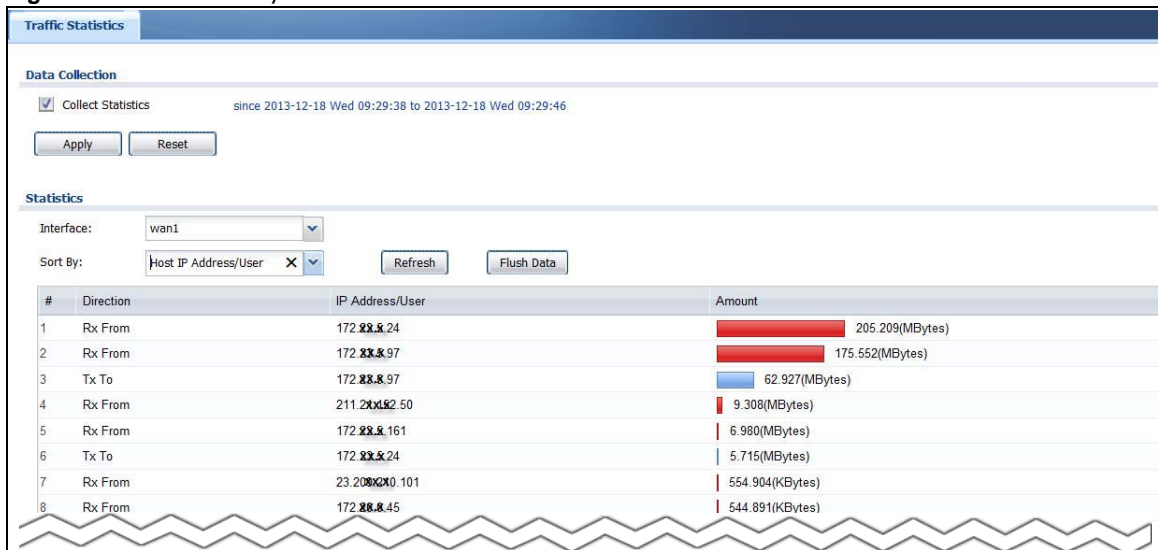 Traffic Statistics
Data Collection
Collect Statistics since 2013-12-18 Wed 09:29:38 to 2013-12-18 Wed 09:29:46
Apply Reset
Statistics
Interface: wan1
Sort By: Host IP Address/User Refresh Flush Data
# Direction IP Address/User Amount
1 Rx From 205.209(MBytes)
2 Rx From 175.552(MBytes)
3 Tx To 62.927(MBytes)
4 Rx From 9.308(MBytes)
5 Rx From 6.980(MBytes)
6 Tx To 5.715(MBytes)
7 Rx From 554.904(KBytes)
8 Rx From 544.891(KBytes)